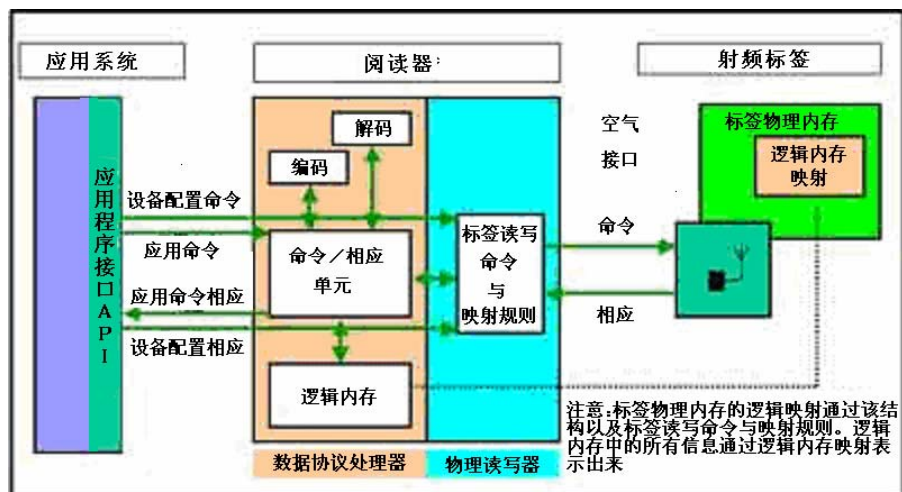 应用系统
阅读器:
射频标签
应用程序接口API
设备配置命令
应用命令
应用命令相应
设备配置相应
解码
编码
命令／相应
单元
逻辑内存
标签读写
命令
与
映射规则
空气
接口
命令
相应
标签物理内存
逻辑内存
映射
注意:标签物理内存的逻辑映射通过该结
构以及标签读写命令与映射规则。逻辑
内存中的所有信息通过逻辑内存映射表
示出来
数据协议处理器
物理读写器